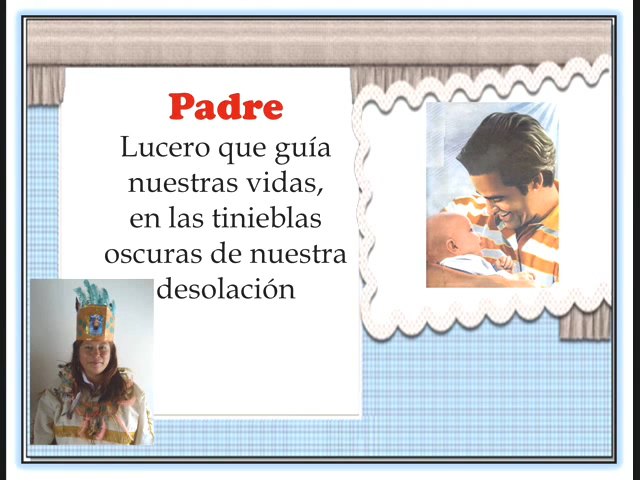 Padre
Lucero que guía
nuestras vidas,
en las tinieblas
oscuras de nuestra
desolación